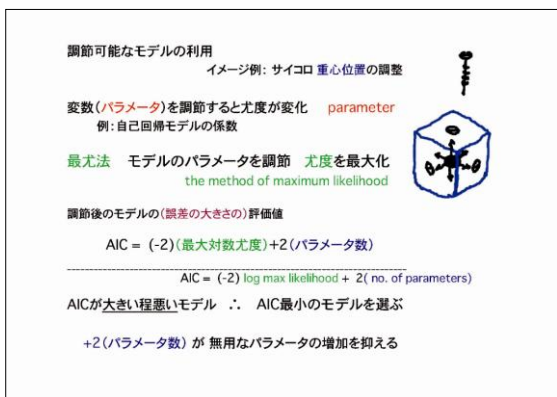 調節可能なモデルの利用
イメージ例: サイコロ 重心位置の調整
変数(パラメータ)を調節すると尤度が変化 parameter
例:自己回帰モデルの係数
最尤法 モデルのパラメータを調節 尤度を最大化
the method of maximum likelihood
調節後のモデルの(誤差の大きさの)評価値
AIC = (-2)(最大対数尤度)+2(パラメータ数)
AIC = (-2) log max likelihood + 2( no. of parameters)
AICが大きい程悪いモデル ∴ AIC最小のモデルを選ぶ
+2(パラメータ数) が 無用なパラメータの増加を抑える